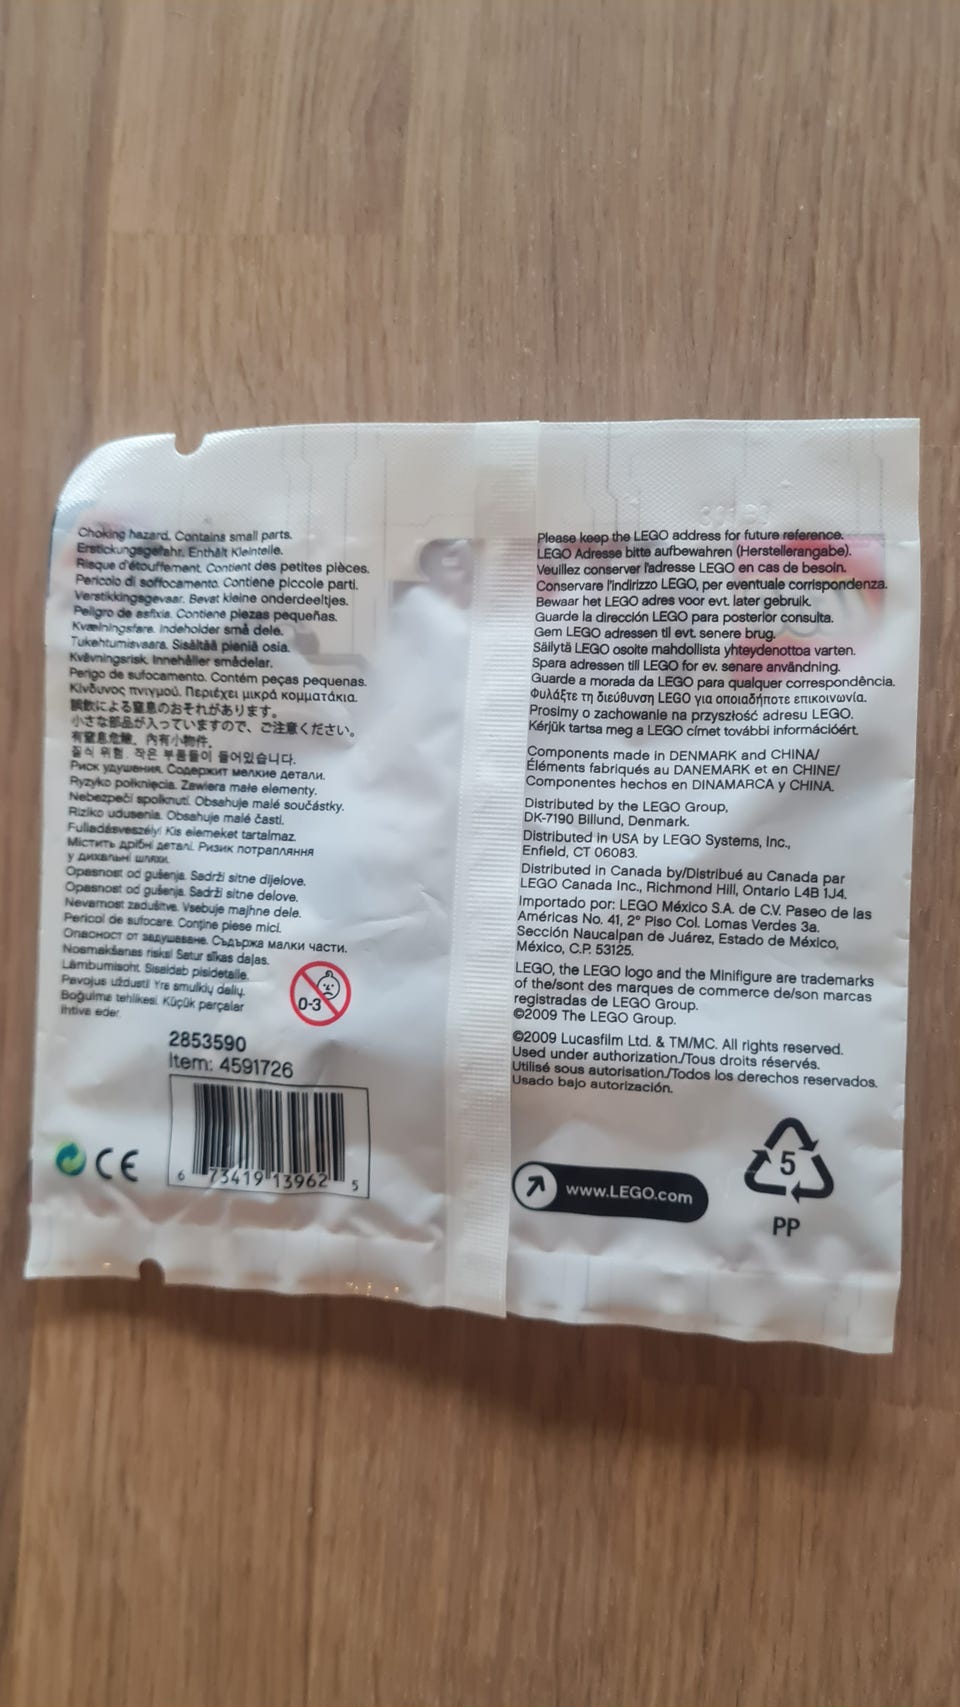 Choking hazard. Contains small parts.
Erstickungsgefahr. Enthält Kleinteile.
Risque d'étouffement. Contient des petites pièces.
Pericolo di soffocamento. Contiene piccole parti.
Verstikkingsgevaar. Bevat kleine onderdeeltjes.
Peligro de asfixia. Contiene piezas pequeñas.
Kvælningsfare. Indeholder små dele.
Tukehtumisvaara. Sisältää pieniä osia.
Kvävningsrisk. Innehåller smådelar.
Perigo de sufocamento. Contém peças pequenas.
Κίνδυνος πνιγμού. Περιέχει μικρά κομματάκια.
誤飲による窒息のおそれがあります。
小さな部品が入っていますので、ご注意ください。
有窒息危險，內有小物件。
질식 위험. 작은 부품들이 들어있습니다.
Риск удушения. Содержит мелкие детали.
Ryzyko połknięcia. Zawiera małe elementy.
Nebezpečí spolknutí. Obsahuje malé součástky.
Riziko udusenia. Obsahuje malé časti.
Fulladásveszély! Kis elemeket tartalmaz.
Містить дрібні деталі. Ризик потрапляння
у дихальні шляхи.
Opasnost od gušenja. Sadrži sitne dijelove.
Opasnost od gušenja. Sadrži sitne delove.
Nevarnost zadušitve. Vsebuje majhne dele.
Pericol de sufocare. Conține piese mici.
Опасност от задушаване. Съдържа малки части.
Nosmakšanas risks! Satur sīkas daļas.
Lämbumisoht. Sisaldab pisidetaile.
Pavojus uždusti! Yra smulkių dalių.
Boğulma tehlikesi. Küçük parçalar
ihtiva eder.
0-3
2853590
Item: 4591726
6 73419 13962 5
CE
Please keep the LEGO address for future reference.
LEGO Adresse bitte aufbewahren (Herstellerangabe).
Veuillez conserver l'adresse LEGO en cas de besoin.
Conservare l'indirizzo LEGO, per eventuale corrispondenza.
Bewaar het LEGO adres voor evt. later gebruik.
Guarde la dirección LEGO para posterior consulta.
Gem LEGO adressen til evt. senere brug.
Säilytä LEGO osoite mahdollista yhteydenottoa varten.
Spara adressen till LEGO for ev. senare användning.
Guarde a morada da LEGO para qualquer correspondência.
Φυλάξτε τη διεύθυνση LEGO για οποιαδήποτε επικοινωνία.
Prosimy o zachowanie na przyszłość adresu LEGO.
Kérjük tartsa meg a LEGO címet további információért.
Components made in DENMARK and CHINA/
Éléments fabriqués au DANEMARK et en CHINE/
Componentes hechos en DINAMARCA y CHINA.
Distributed by the LEGO Group,
DK-7190 Billund, Denmark.
Distributed in USA by LEGO Systems, Inc.,
Enfield, CT 06083.
Distributed in Canada by/Distribué au Canada par
LEGO Canada Inc., Richmond Hill, Ontario L4B 1J4.
Importado por: LEGO México S.A. de C.V. Paseo de las
Américas No. 41, 2° Piso Col. Lomas Verdes 3a.
Sección Naucalpan de Juárez, Estado de México,
México, C.P. 53125.
LEGO, the LEGO logo and the Minifigure are trademarks
of the/sont des marques de commerce de/son marcas
registradas de LEGO Group.
©2009 The LEGO Group.
©2009 Lucasfilm Ltd. & TM/MC. All rights reserved.
Used under authorization./Tous droits réservés.
Utilisé sous autorisation./Todos los derechos reservados.
Usado bajo autorización.
www.LEGO.com
5
PP